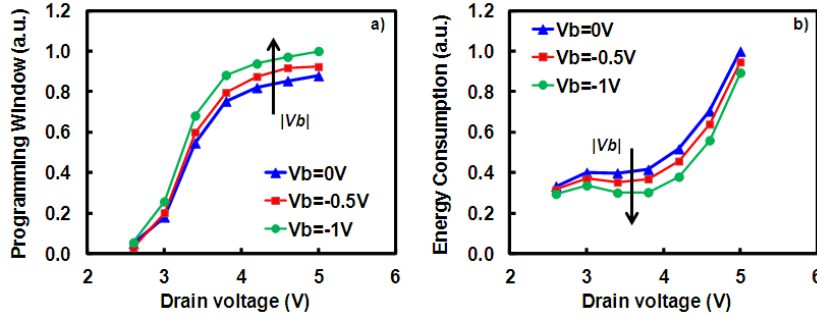 Programming Window (a.u.)
1.2
1.0
0.8
0.6
0.4
0.2
0.0
a)
|Vb|
Vb=0V
Vb=-0.5V
Vb=-1V
2 3 4 5 6
Drain voltage (V)
Energy Consumption (a.u.)
1.2
1.0
0.8
0.6
0.4
0.2
0.0
b)
Vb=0V
Vb=-0.5V
Vb=-1V
|Vb|
2 3 4 5 6
Drain voltage (V)